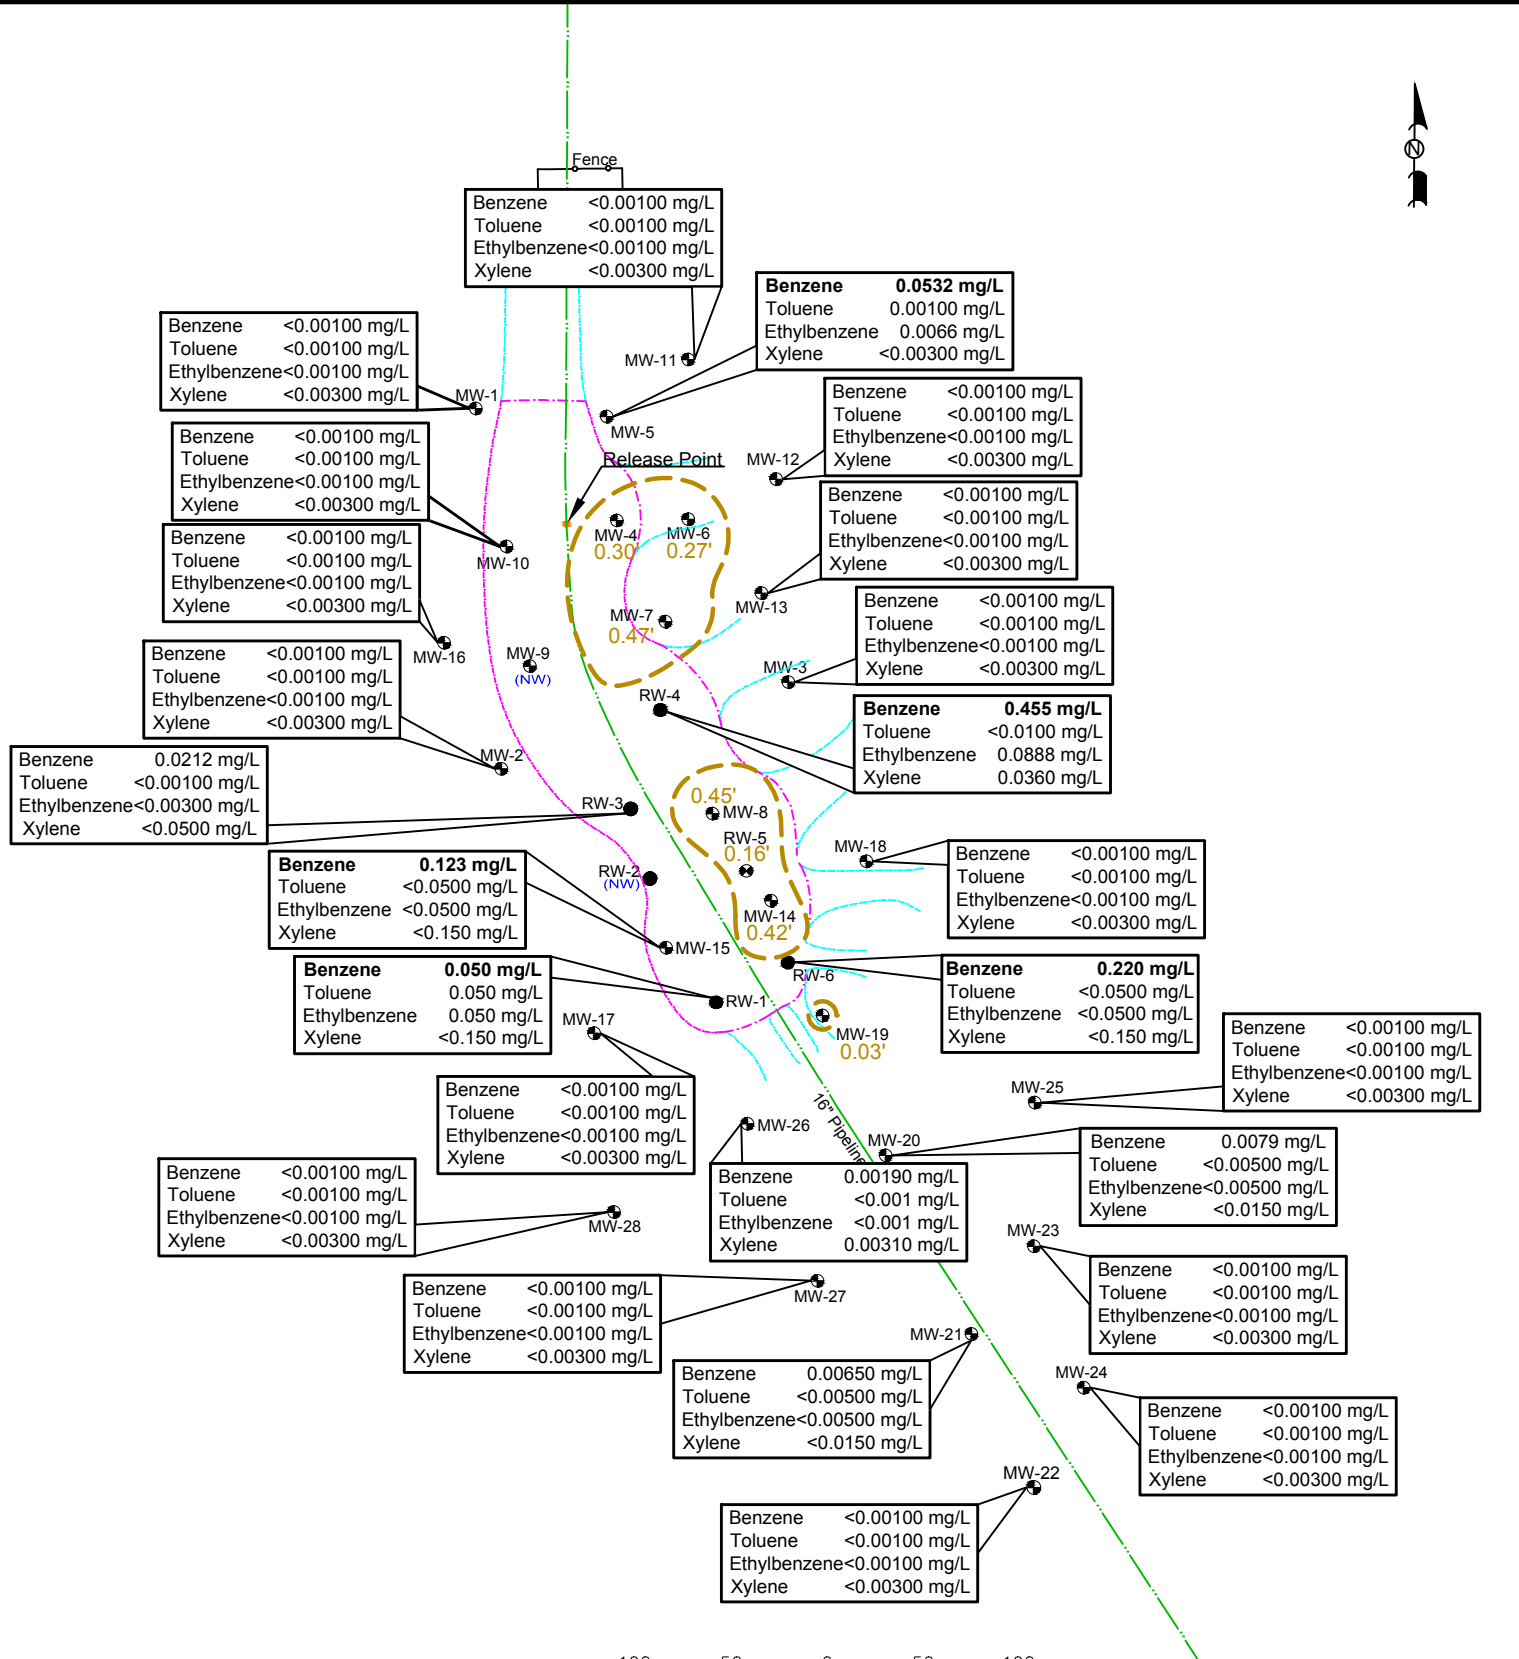 Fence
N
Benzene <0.00100 mg/L
Toluene <0.00100 mg/L
Ethylbenzene<0.00100 mg/L
Xylene <0.00300 mg/L
MW-11
Benzene 0.0532 mg/L
Toluene 0.00100 mg/L
Ethylbenzene 0.0066 mg/L
Xylene <0.00300 mg/L
MW-5
Benzene <0.00100 mg/L
Toluene <0.00100 mg/L
Ethylbenzene<0.00100 mg/L
Xylene <0.00300 mg/L
MW-1
Benzene <0.00100 mg/L
Toluene <0.00100 mg/L
Ethylbenzene<0.00100 mg/L
Xylene <0.00300 mg/L
MW-12
Release Point
Benzene <0.00100 mg/L
Toluene <0.00100 mg/L
Ethylbenzene<0.00100 mg/L
Xylene <0.00300 mg/L
MW-10
Benzene <0.00100 mg/L
Toluene <0.00100 mg/L
Ethylbenzene<0.00100 mg/L
Xylene <0.00300 mg/L
MW-13
MW-4
0.30'
MW-6
0.27'
MW-7
0.47'
Benzene <0.00100 mg/L
Toluene <0.00100 mg/L
Ethylbenzene<0.00100 mg/L
Xylene <0.00300 mg/L
MW-16
MW-9
(NW)
Benzene <0.00100 mg/L
Toluene <0.00100 mg/L
Ethylbenzene<0.00100 mg/L
Xylene <0.00300 mg/L
MW-3
Benzene <0.00100 mg/L
Toluene <0.00100 mg/L
Ethylbenzene<0.00100 mg/L
Xylene <0.00300 mg/L
MW-2
RW-4
Benzene 0.455 mg/L
Toluene <0.0100 mg/L
Ethylbenzene 0.0888 mg/L
Xylene 0.0360 mg/L
Benzene 0.0212 mg/L
Toluene <0.00100 mg/L
Ethylbenzene<0.00300 mg/L
Xylene <0.0500 mg/L
RW-3
0.45'
MW-8
RW-5
0.16'
MW-14
0.42'
MW-18
Benzene <0.00100 mg/L
Toluene <0.00100 mg/L
Ethylbenzene<0.00100 mg/L
Xylene <0.00300 mg/L
Benzene 0.123 mg/L
Toluene <0.0500 mg/L
Ethylbenzene <0.0500 mg/L
Xylene <0.150 mg/L
RW-2
(NW)
MW-15
Benzene 0.050 mg/L
Toluene 0.050 mg/L
Ethylbenzene 0.050 mg/L
Xylene <0.150 mg/L
RW-1
RW-6
Benzene 0.220 mg/L
Toluene <0.0500 mg/L
Ethylbenzene <0.0500 mg/L
Xylene <0.150 mg/L
MW-19
0.03'
MW-17
Benzene <0.00100 mg/L
Toluene <0.00100 mg/L
Ethylbenzene<0.00100 mg/L
Xylene <0.00300 mg/L
MW-25
Benzene <0.00100 mg/L
Toluene <0.00100 mg/L
Ethylbenzene<0.00100 mg/L
Xylene <0.00300 mg/L
16" Pipeline
MW-26
Benzene 0.00190 mg/L
Toluene <0.001 mg/L
Ethylbenzene <0.001 mg/L
Xylene 0.00310 mg/L
MW-20
Benzene 0.0079 mg/L
Toluene <0.00500 mg/L
Ethylbenzene<0.00500 mg/L
Xylene <0.0150 mg/L
Benzene <0.00100 mg/L
Toluene <0.00100 mg/L
Ethylbenzene<0.00100 mg/L
Xylene <0.00300 mg/L
MW-28
MW-23
Benzene <0.00100 mg/L
Toluene <0.00100 mg/L
Ethylbenzene<0.00100 mg/L
Xylene <0.00300 mg/L
Benzene <0.00100 mg/L
Toluene <0.00100 mg/L
Ethylbenzene<0.00100 mg/L
Xylene <0.00300 mg/L
MW-27
MW-21
Benzene 0.00650 mg/L
Toluene <0.00500 mg/L
Ethylbenzene<0.00500 mg/L
Xylene <0.0150 mg/L
MW-24
Benzene <0.00100 mg/L
Toluene <0.00100 mg/L
Ethylbenzene<0.00100 mg/L
Xylene <0.00300 mg/L
MW-22
Benzene <0.00100 mg/L
Toluene <0.00100 mg/L
Ethylbenzene<0.00100 mg/L
Xylene <0.00300 mg/L